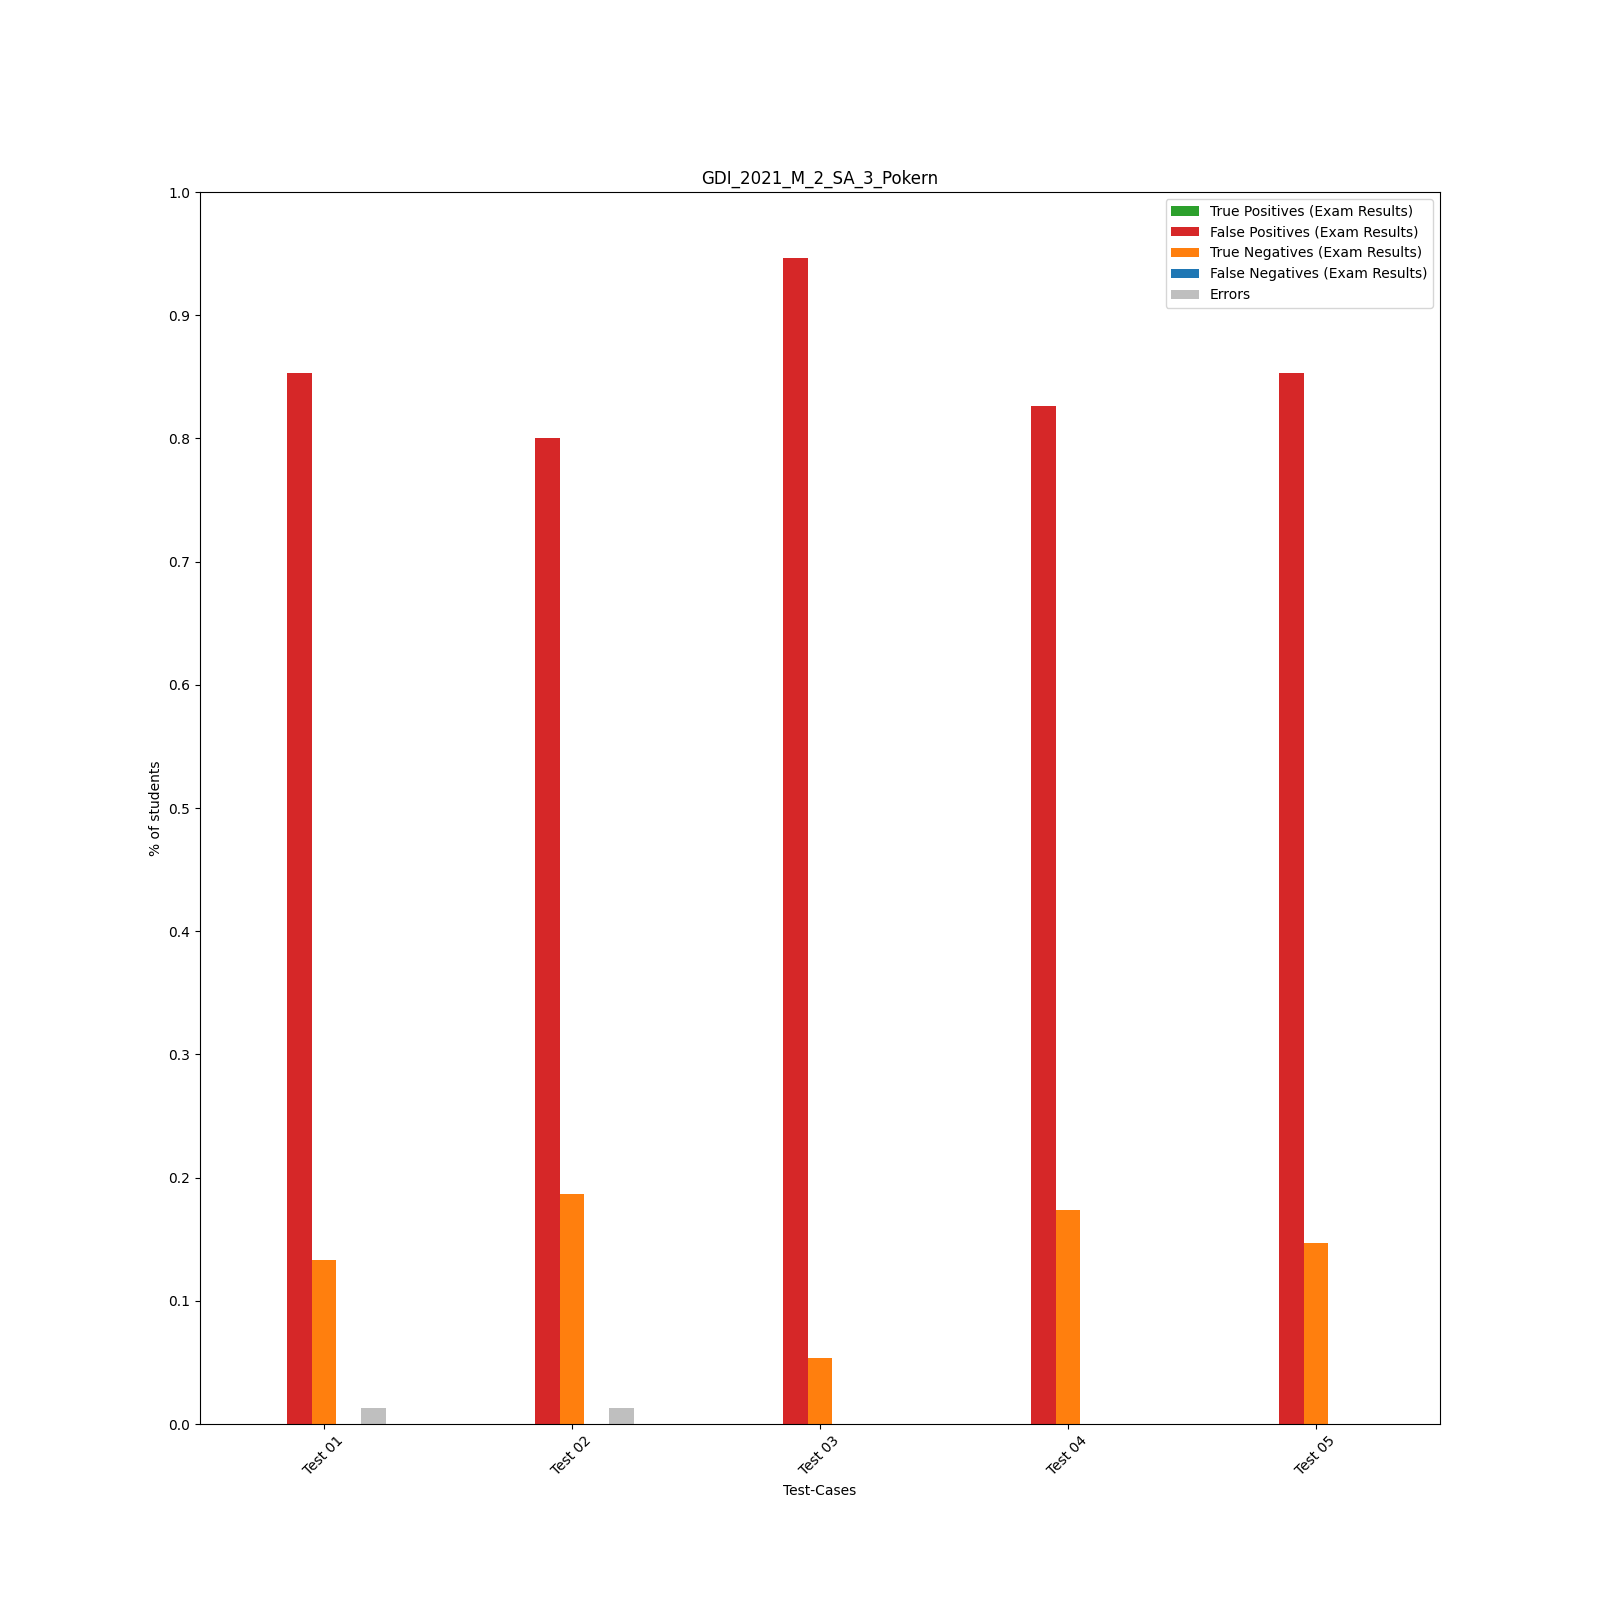 GDI_2021_M_2_SA_3_Pokern
True Positives (Exam Results)
False Positives (Exam Results)
True Negatives (Exam Results)
False Negatives (Exam Results)
Errors
1.0
0.9
0.8
0.7
0.6
0.5
0.4
0.3
0.2
0.1
0.0
% of students
Test 01
Test 02
Test 03
Test 04
Test 05
Test-Cases